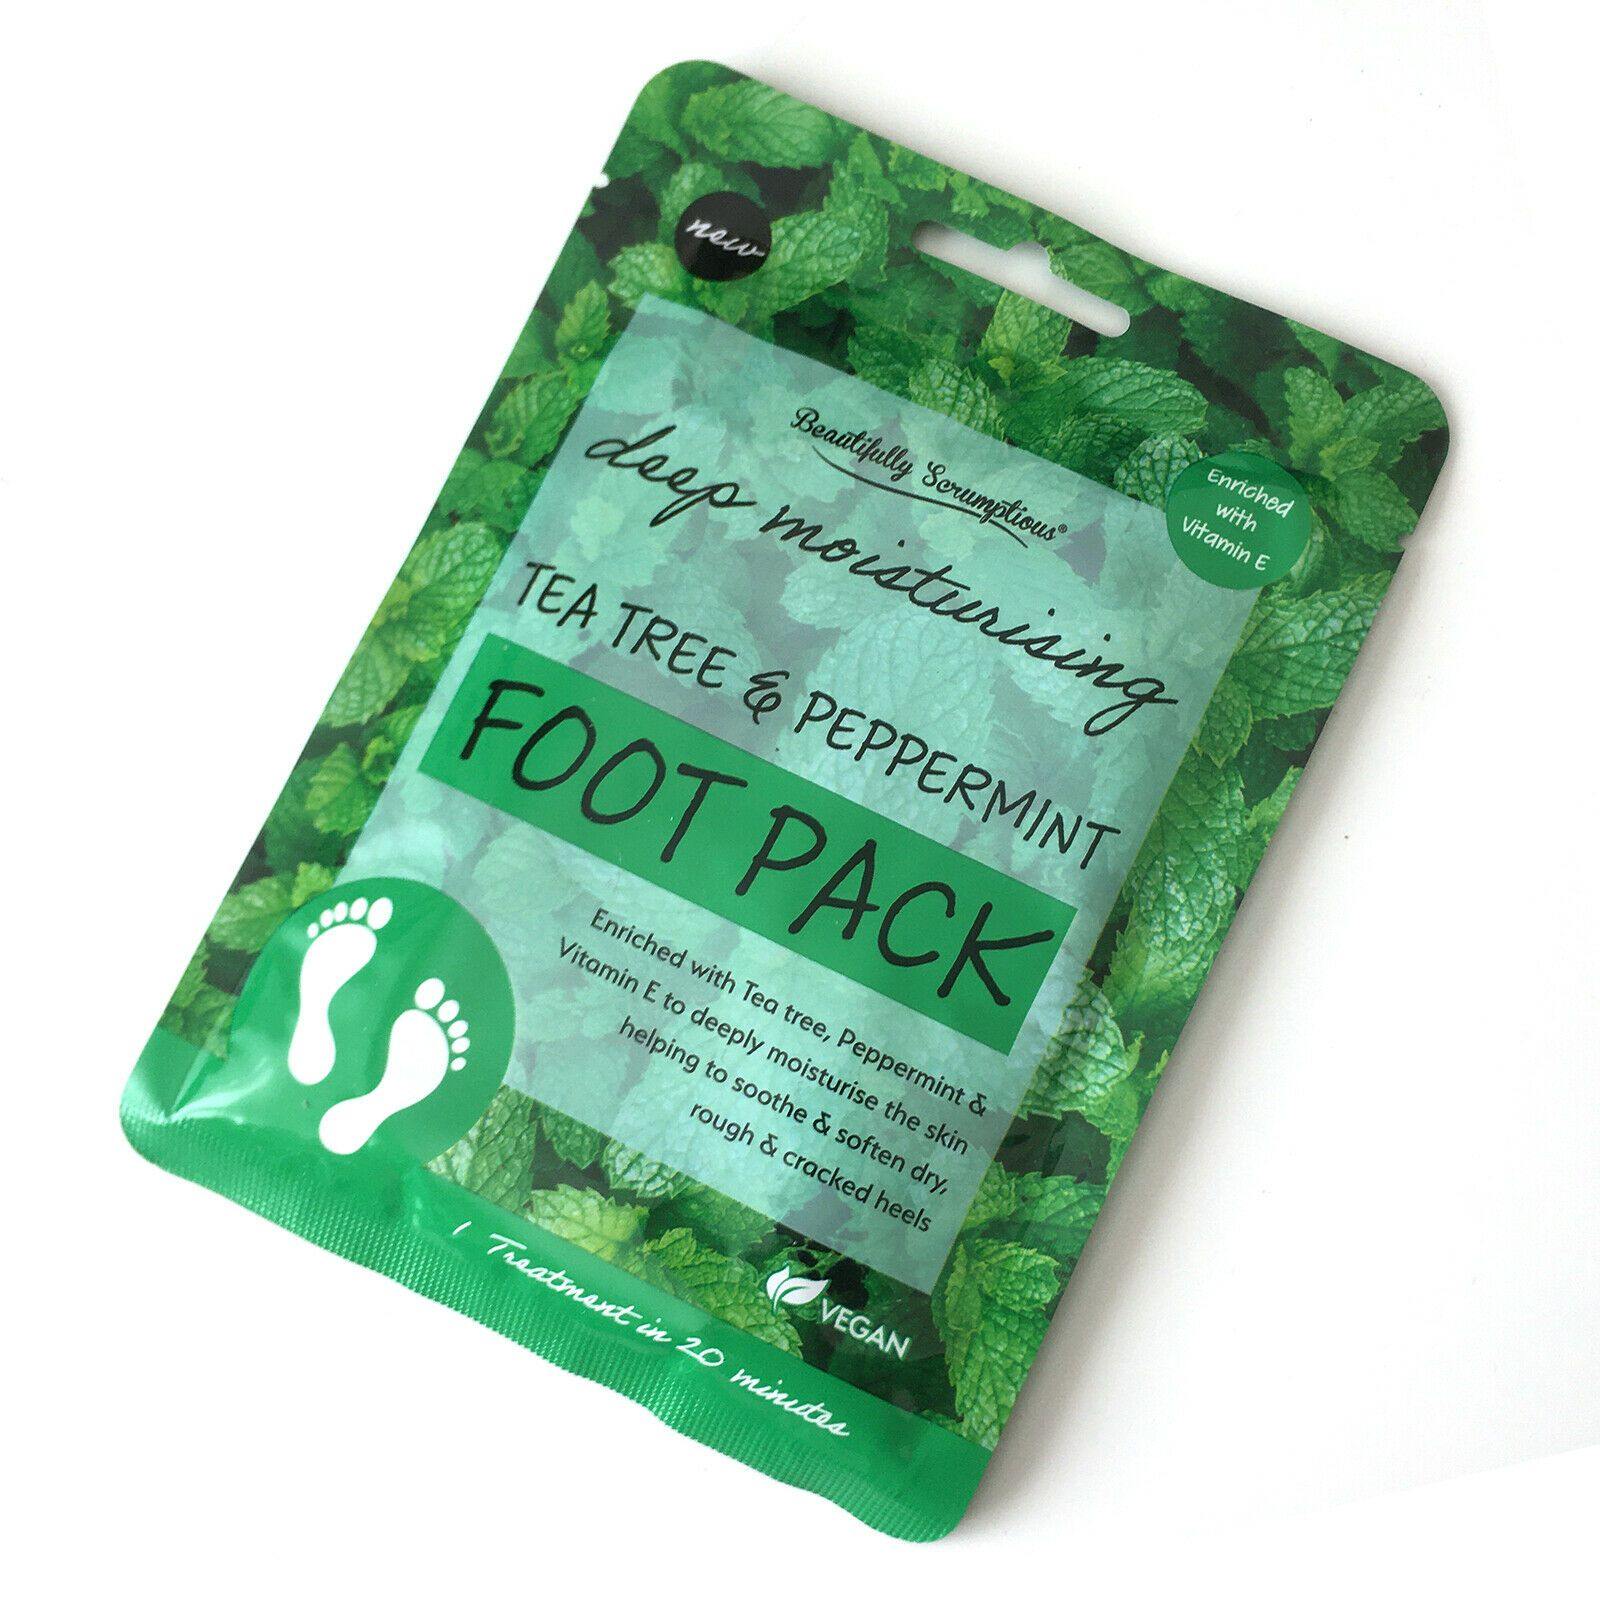 new
Beautifully Scrumptious®
Enriched
with
Vitamin E
deep moisturising
TEA TREE & PEPPERMINT
FOOT PACK
Enriched with Tea tree, Peppermint &
Vitamin E to deeply moisturise the skin
helping to soothe & soften dry,
rough & cracked heels
VEGAN
1 Treatment in 20 minutes